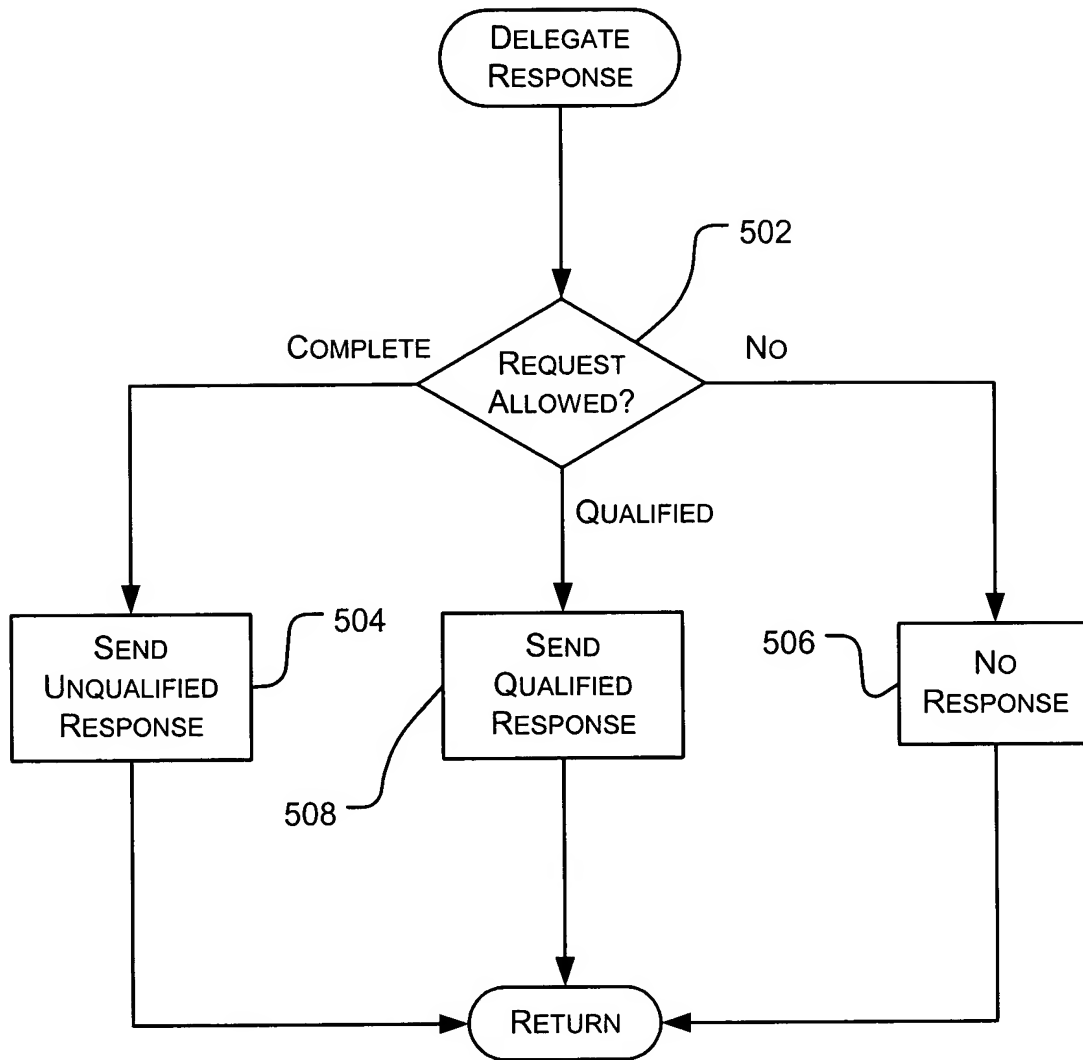 DELEGATE
RESPONSE
502
COMPLETE
NO
REQUEST
ALLOWED?
QUALIFIED
504
SEND
UNQUALIFIED
RESPONSE
SEND
QUALIFIED
RESPONSE
506
NO
RESPONSE
508
RETURN